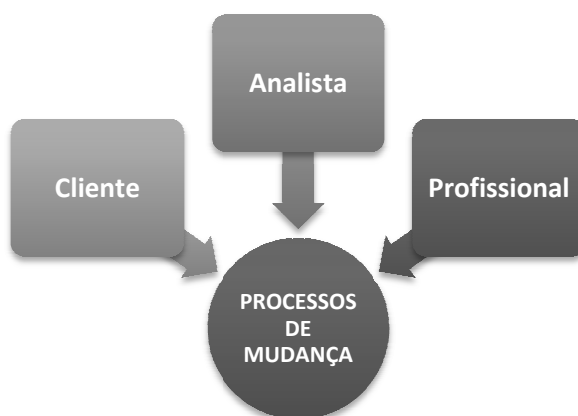 Analista
Cliente
Profissional
PROCESSOS
DE
MUDANÇA